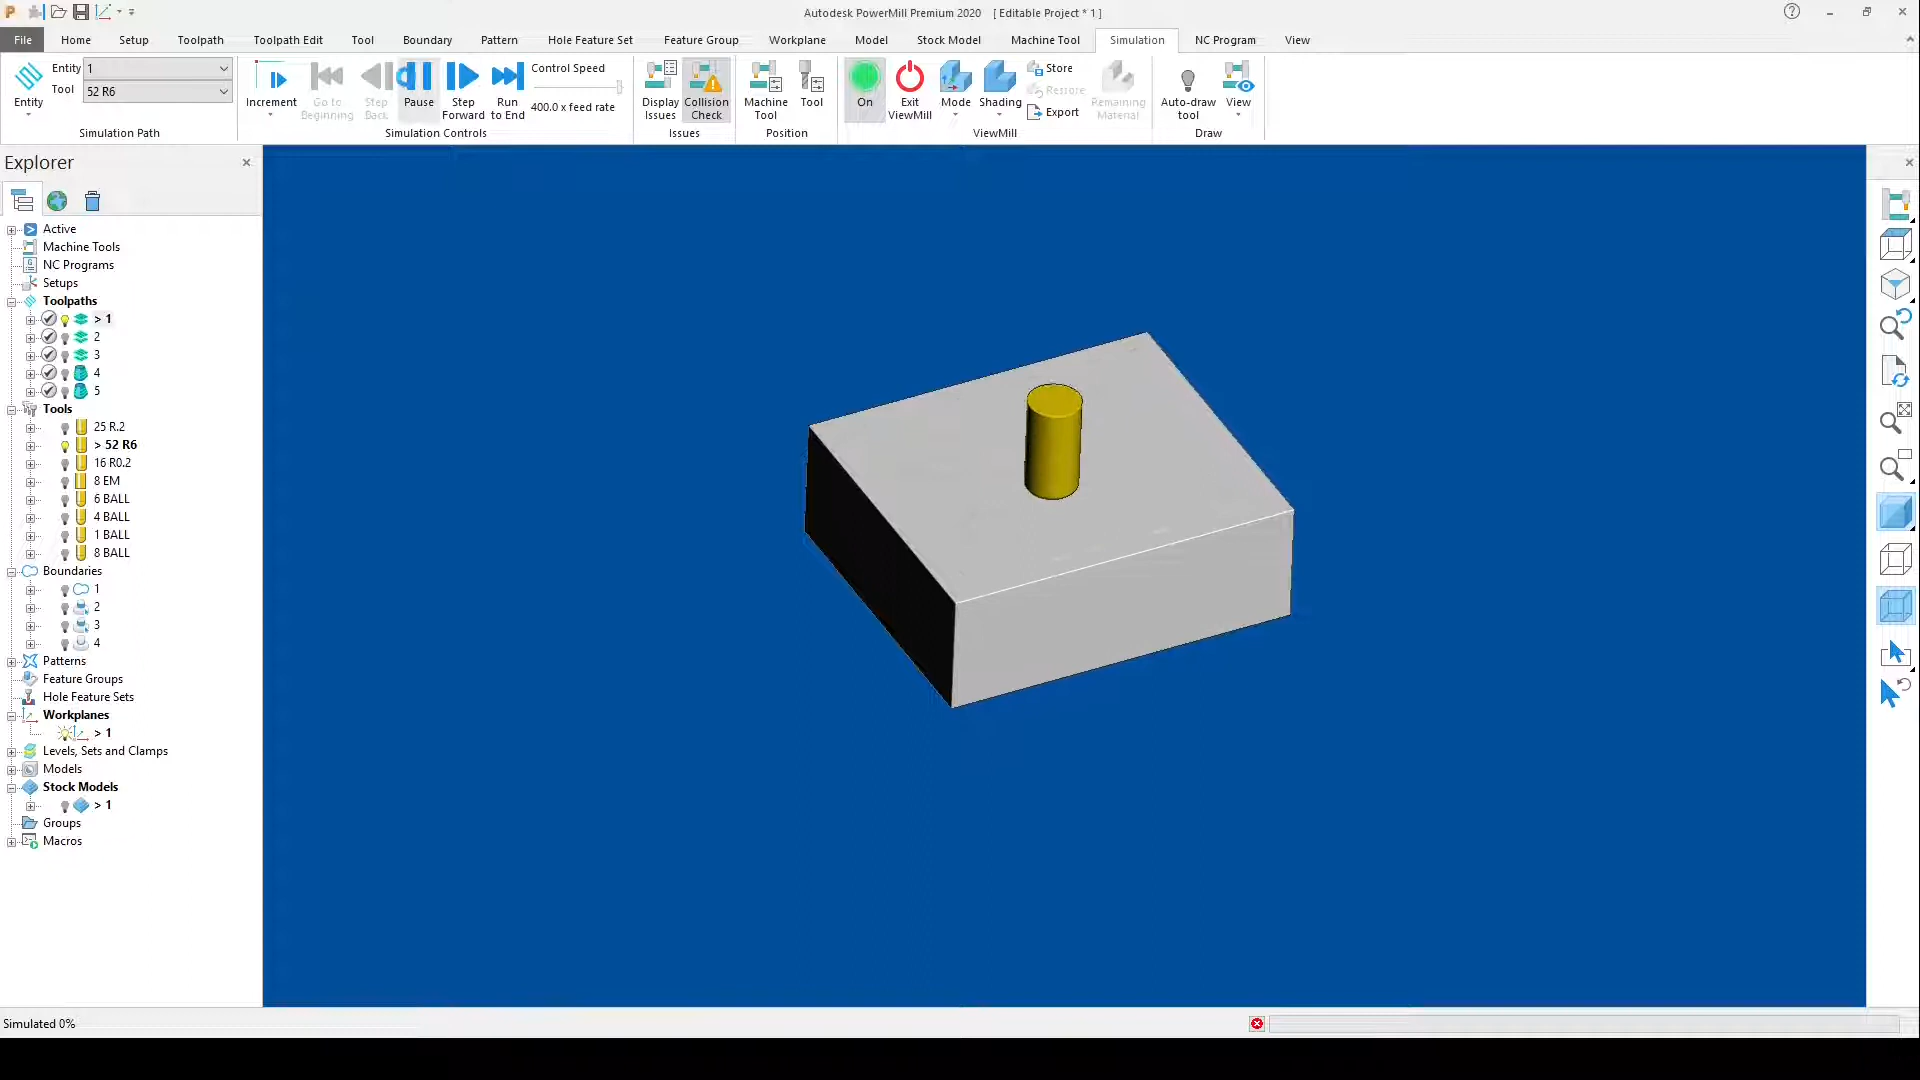 Autodesk PowerMill Premium 2020 [ Editable Project * 1 ]
File Home Setup Toolpath Toolpath Edit Tool Boundary Pattern Hole Feature Set Feature Group Workplane Model Stock Model Machine Tool Simulation NC Program View
Entity 1
Tool 52 R6
Entity
Simulation Path
Increment
Go to Beginning
Step Back
Pause
Step Forward
Run to End
Control Speed
400.0 x feed rate
Simulation Controls
Display Issues
Collision Check
Issues
Machine Tool
Tool
Position
On
Exit ViewMill
Mode
Shading
Store
Restore
Export
Remaining Material
ViewMill
Auto-draw tool
View
Draw
Explorer
Active
Machine Tools
NC Programs
Setups
Toolpaths
> 1
2
3
4
5
Tools
25 R.2
> 52 R6
16 R0.2
8 EM
6 BALL
4 BALL
1 BALL
8 BALL
Boundaries
1
2
3
4
Patterns
Feature Groups
Hole Feature Sets
Workplanes
> 1
Levels, Sets and Clamps
Models
Stock Models
> 1
Groups
Macros
Simulated 0%